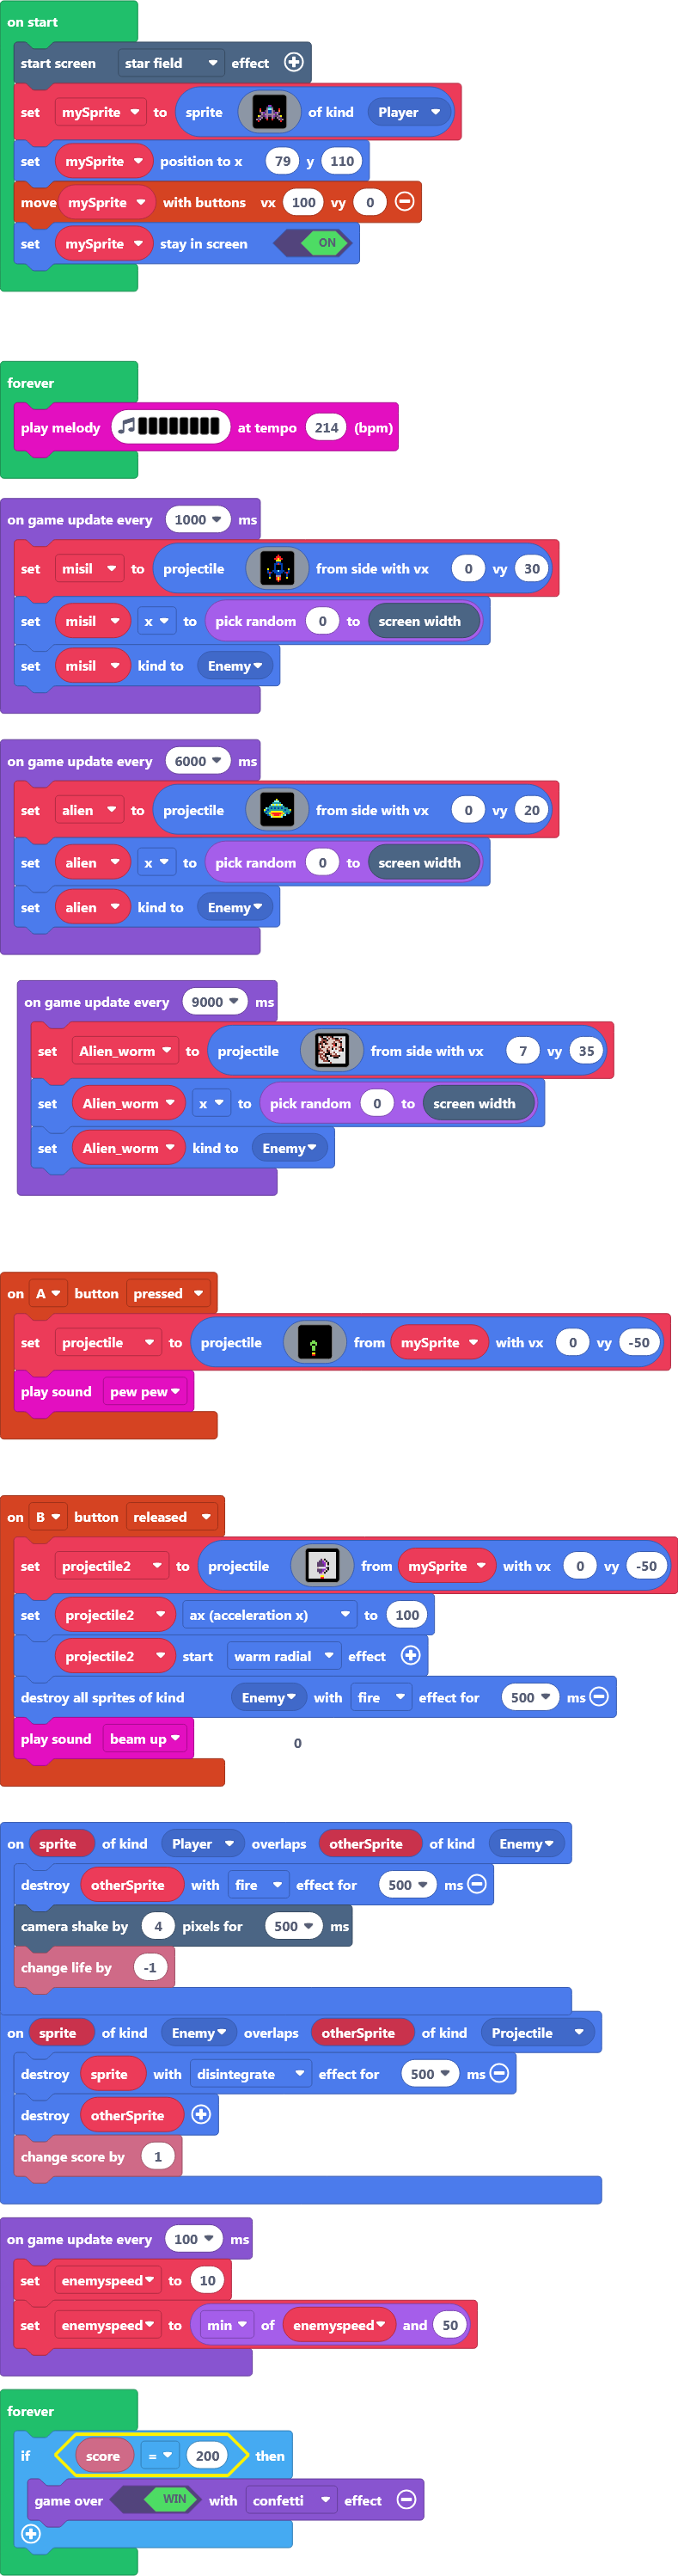 on start
start screen star field effect
set mySprite to sprite of kind Player
set mySprite position to x 79 y 110
move mySprite with buttons vx 100 vy 0
set mySprite stay in screen ON
forever
play melody at tempo 214 (bpm)
on game update every 1000 ms
set misil to projectile from side with vx 0 vy 30
set misil x to pick random 0 to screen width
set misil kind to Enemy
on game update every 6000 ms
set alien to projectile from side with vx 0 vy 20
set alien x to pick random 0 to screen width
set alien kind to Enemy
on game update every 9000 ms
set Alien_worm to projectile from side with vx 7 vy 35
set Alien_worm x to pick random 0 to screen width
set Alien_worm kind to Enemy
on A button pressed
set projectile to projectile from mySprite with vx 0 vy -50
play sound pew pew
on B button released
set projectile2 to projectile from mySprite with vx 0 vy -50
set projectile2 ax (acceleration x) to 100
projectile2 start warm radial effect
destroy all sprites of kind Enemy with fire effect for 500 ms
play sound beam up 0
on sprite of kind Player overlaps otherSprite of kind Enemy
destroy otherSprite with fire effect for 500 ms
camera shake by 4 pixels for 500 ms
change life by -1
on sprite of kind Enemy overlaps otherSprite of kind Projectile
destroy sprite with disintegrate effect for 500 ms
destroy otherSprite
change score by 1
on game update every 100 ms
set enemyspeed to 10
set enemyspeed to min of enemyspeed and 50
forever
if score = 200 then
game over WIN with confetti effect